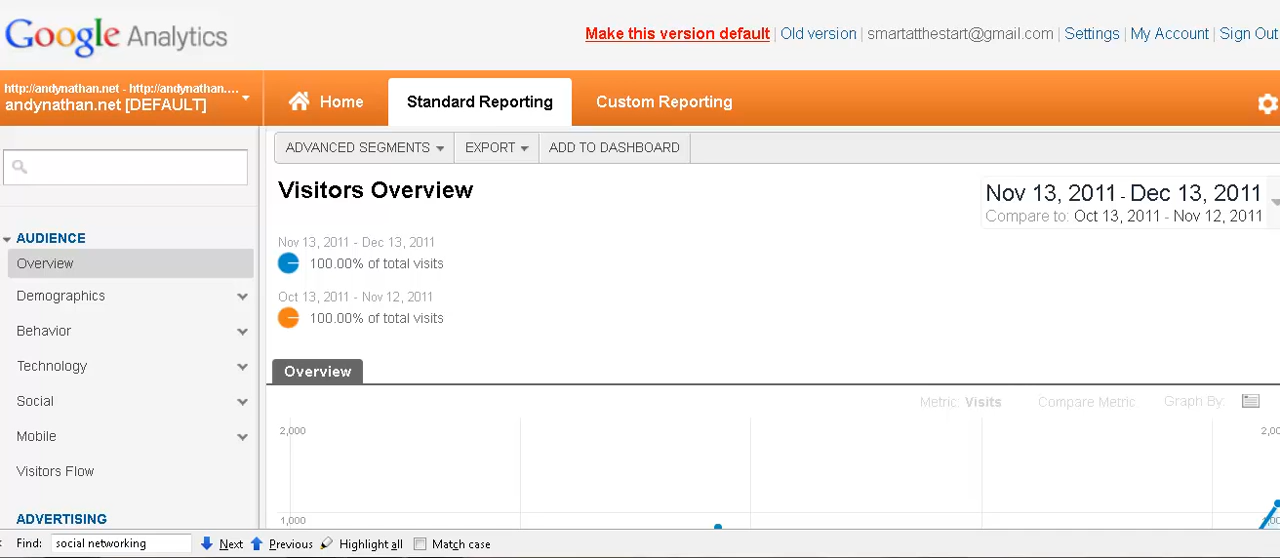 Google Analytics
Make this version default | Old version | smartatthestart@gmail.com | Settings | My Account | Sign Out
http://andynathan.net - http://andynathan....
andynathan.net [DEFAULT]
Home
Standard Reporting
Custom Reporting
ADVANCED SEGMENTS
EXPORT
ADD TO DASHBOARD
Visitors Overview
Nov 13, 2011 - Dec 13, 2011
Compare to: Oct 13, 2011 - Nov 12, 2011
AUDIENCE
Overview
Demographics
Behavior
Technology
Social
Mobile
Visitors Flow
ADVERTISING
Nov 13, 2011 - Dec 13, 2011
100.00% of total visits
Oct 13, 2011 - Nov 12, 2011
100.00% of total visits
Overview
Metric: Visits
Compare Metric:
Graph By:
2,000
1,000
Find: social networking Next Previous Highlight all Match case